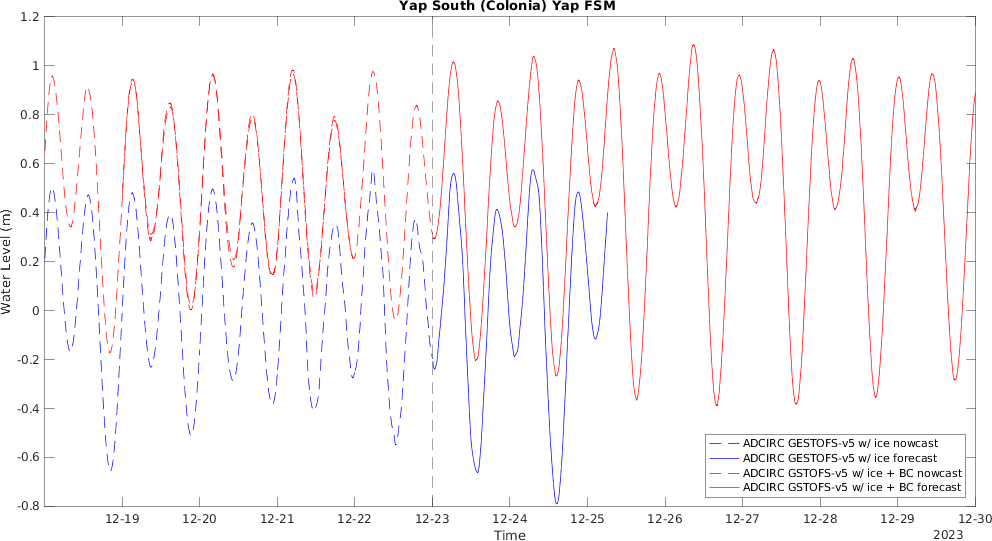 Yap South (Colonia) Yap FSM
1.2
1
0.8
0.6
0.4
0.2
0
-0.2
-0.4
-0.6
-0.8
Water Level (m)
ADCIRC GESTOFS-v5 w/ ice nowcast
ADCIRC GESTOFS-v5 w/ ice forecast
ADCIRC GSTOFS-v5 w/ ice + BC nowcast
ADCIRC GSTOFS-v5 w/ ice + BC forecast
12-19 12-20 12-21 12-22 12-23 12-24 12-25 12-26 12-27 12-28 12-29 12-30
Time
2023